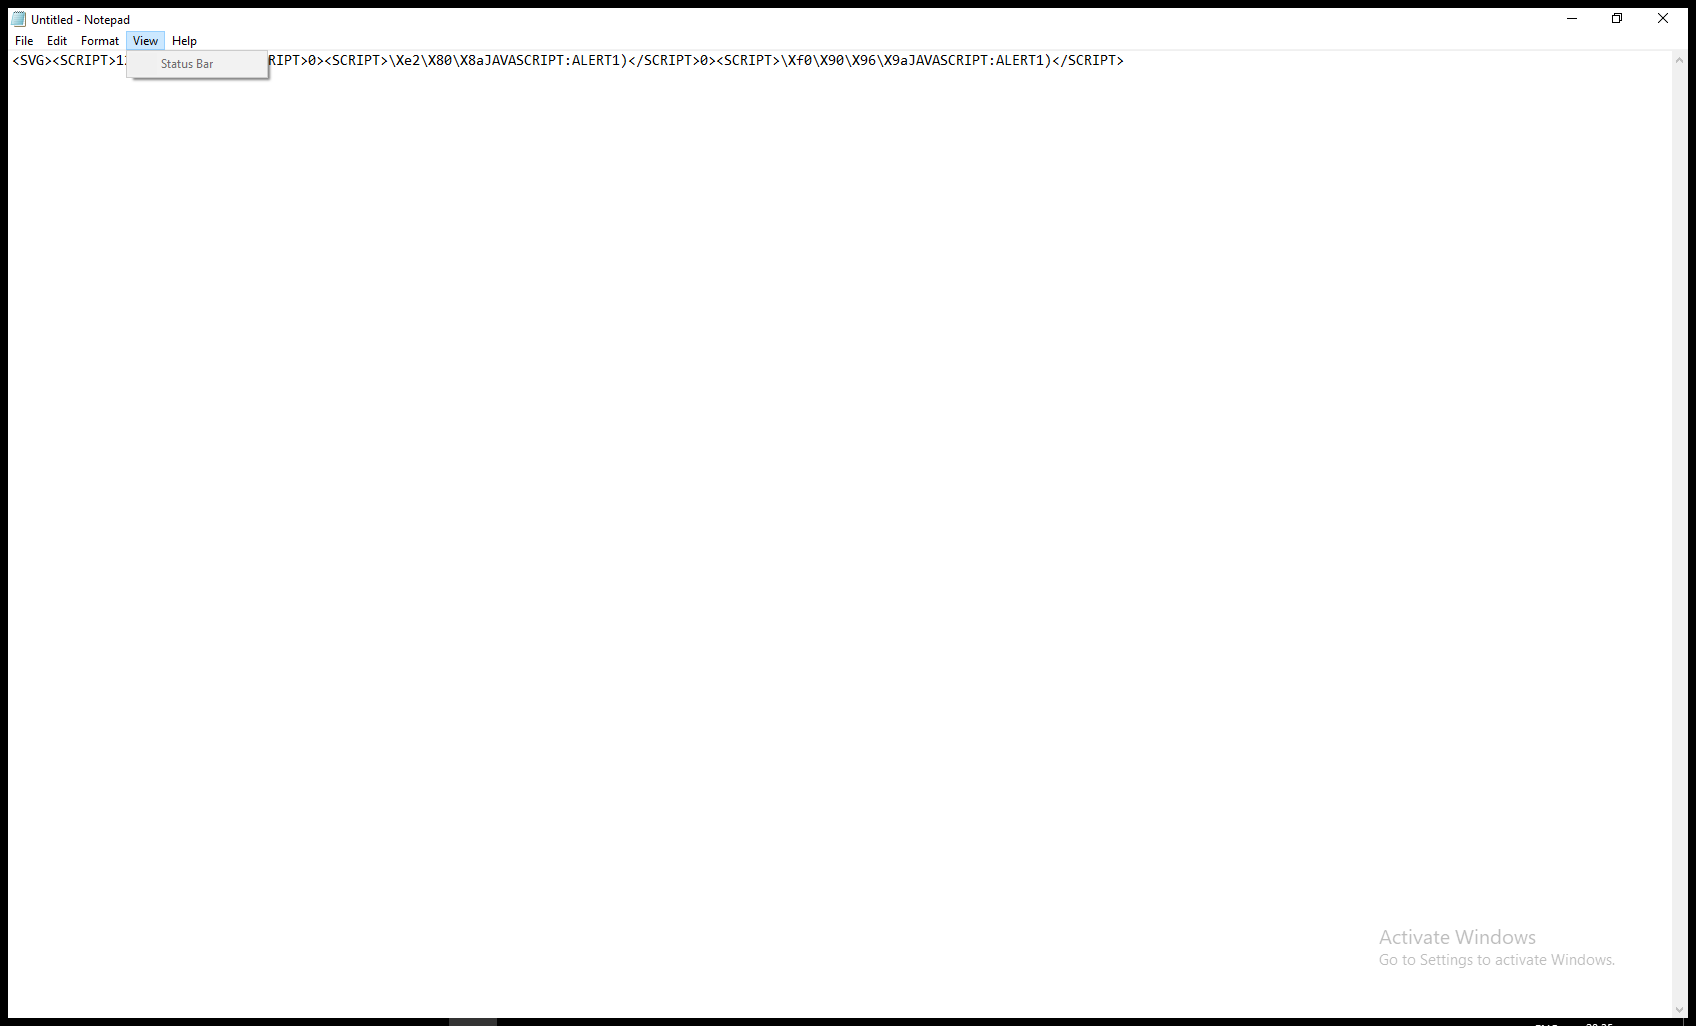 Untitled - Notepad
File Edit Format View Help
Status Bar
<SVG><SCRIPT>1 RIPT>0><SCRIPT>\Xe2\X80\X8aJAVASCRIPT:ALERT1)</SCRIPT>0><SCRIPT>\Xf0\X90\X96\X9aJAVASCRIPT:ALERT1)</SCRIPT>
Activate Windows
Go to Settings to activate Windows.